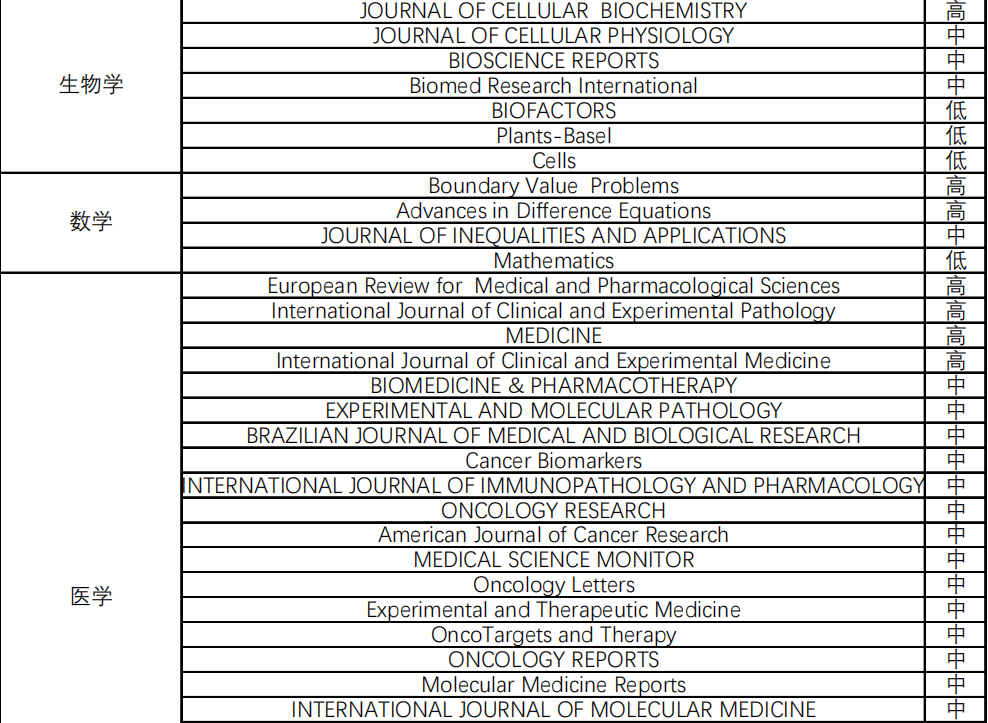 生物学
JOURNAL OF CELLULAR  BIOCHEMISTRY 高
JOURNAL OF CELLULAR PHYSIOLOGY 中
BIOSCIENCE REPORTS 中
Biomed Research International 中
BIOFACTORS 低
Plants-Basel 低
Cells 低
数学
Boundary Value  Problems 高
Advances in Difference Equations 高
JOURNAL OF INEQUALITIES AND APPLICATIONS 中
Mathematics 低
医学
European Review for  Medical and Pharmacological Sciences 高
International Journal of Clinical and Experimental Pathology 高
MEDICINE 高
International Journal of Clinical and Experimental Medicine 高
BIOMEDICINE & PHARMACOTHERAPY 中
EXPERIMENTAL AND MOLECULAR PATHOLOGY 中
BRAZILIAN JOURNAL OF MEDICAL AND BIOLOGICAL RESEARCH 中
Cancer Biomarkers 中
INTERNATIONAL JOURNAL OF IMMUNOPATHOLOGY AND PHARMACOLOGY 中
ONCOLOGY RESEARCH 中
American Journal of Cancer Research 中
MEDICAL SCIENCE MONITOR 中
Oncology Letters 中
Experimental and Therapeutic Medicine 中
OncoTargets and Therapy 中
ONCOLOGY REPORTS 中
Molecular Medicine Reports 中
INTERNATIONAL JOURNAL OF MOLECULAR MEDICINE 中